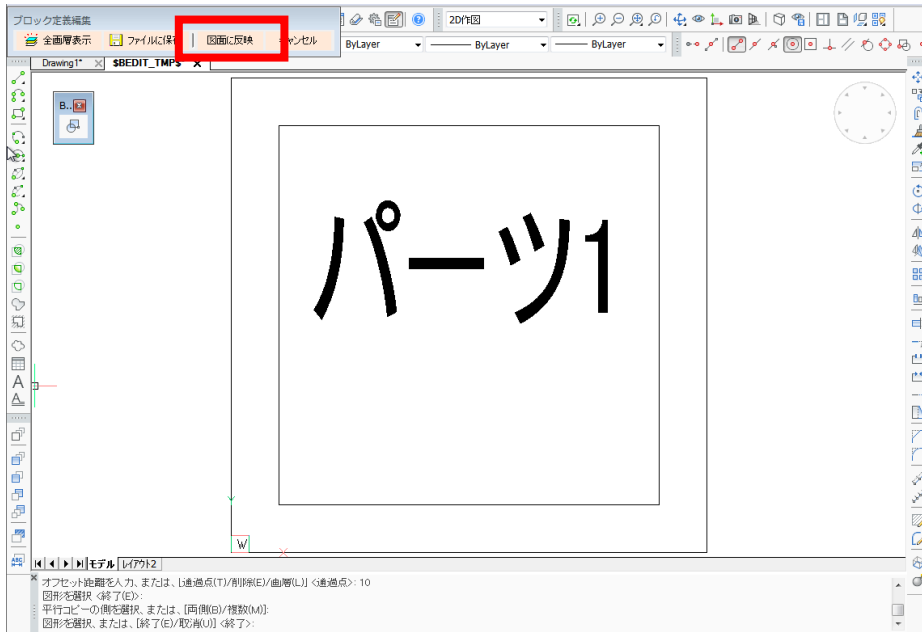 ブロック定義編集
全画層表示 ファイルに保存 図面に反映 キャンセル
2D作図
ByLayer ByLayer ByLayer
Drawing1* $BEDIT_TMP$ X
B..
パーツ1
A
A
W
ABC
モデル レイアウト2
オフセット距離を入力、または、[通過点(T)/削除(E)/画層(L)] <通過点>: 10
図形を選択 <終了(E)>:
平行コピーの側を選択、または、[両側(B)/複数(M)]:
図形を選択、または、[終了(E)/取消(U)] <終了>: